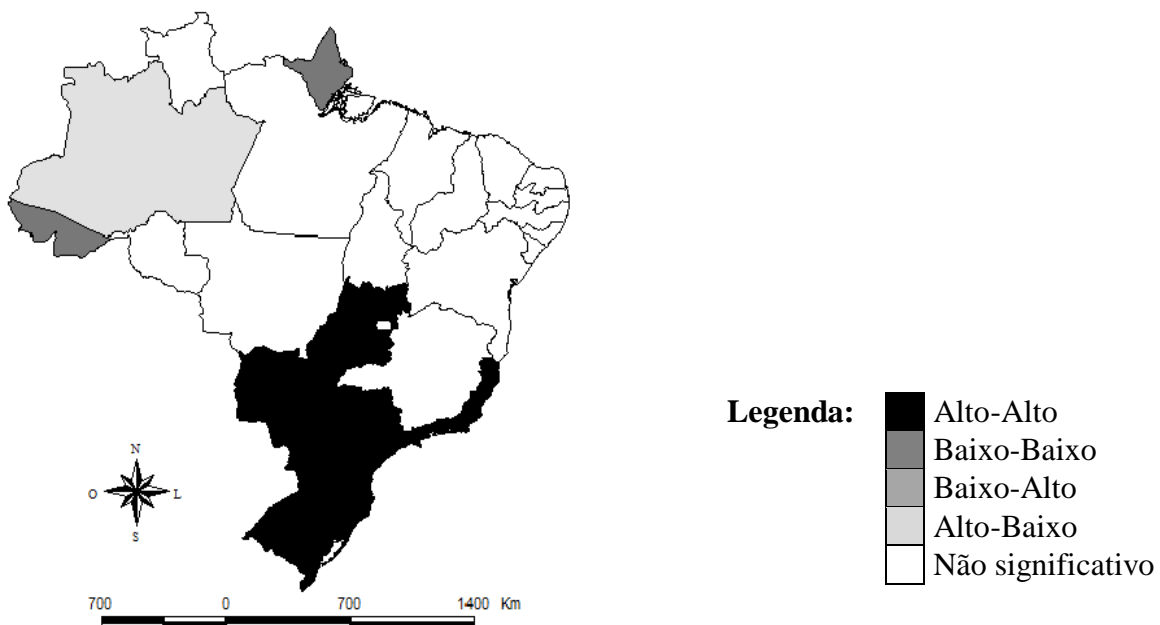 Legenda:
Alto-Alto
Baixo-Baixo
Baixo-Alto
Alto-Baixo
Não significativo
N
O L
S
700 0 700 1400 Km